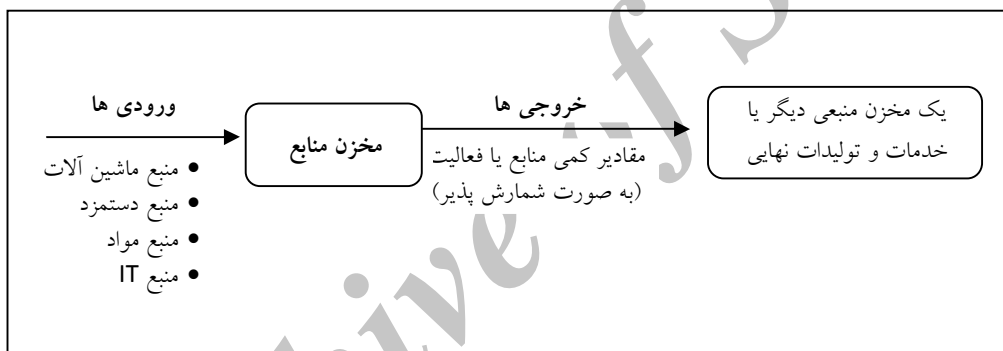 ورودی ها
• منبع ماشین آلات
• منبع دستمزد
• منبع مواد
• منبع IT
مخزن منابع
خروجی ها
مقادیر کمی منابع یا فعالیت
(به صورت شمارش پذیر)
یک مخزن منبعی دیگر یا
خدمات و تولیدات نهایی